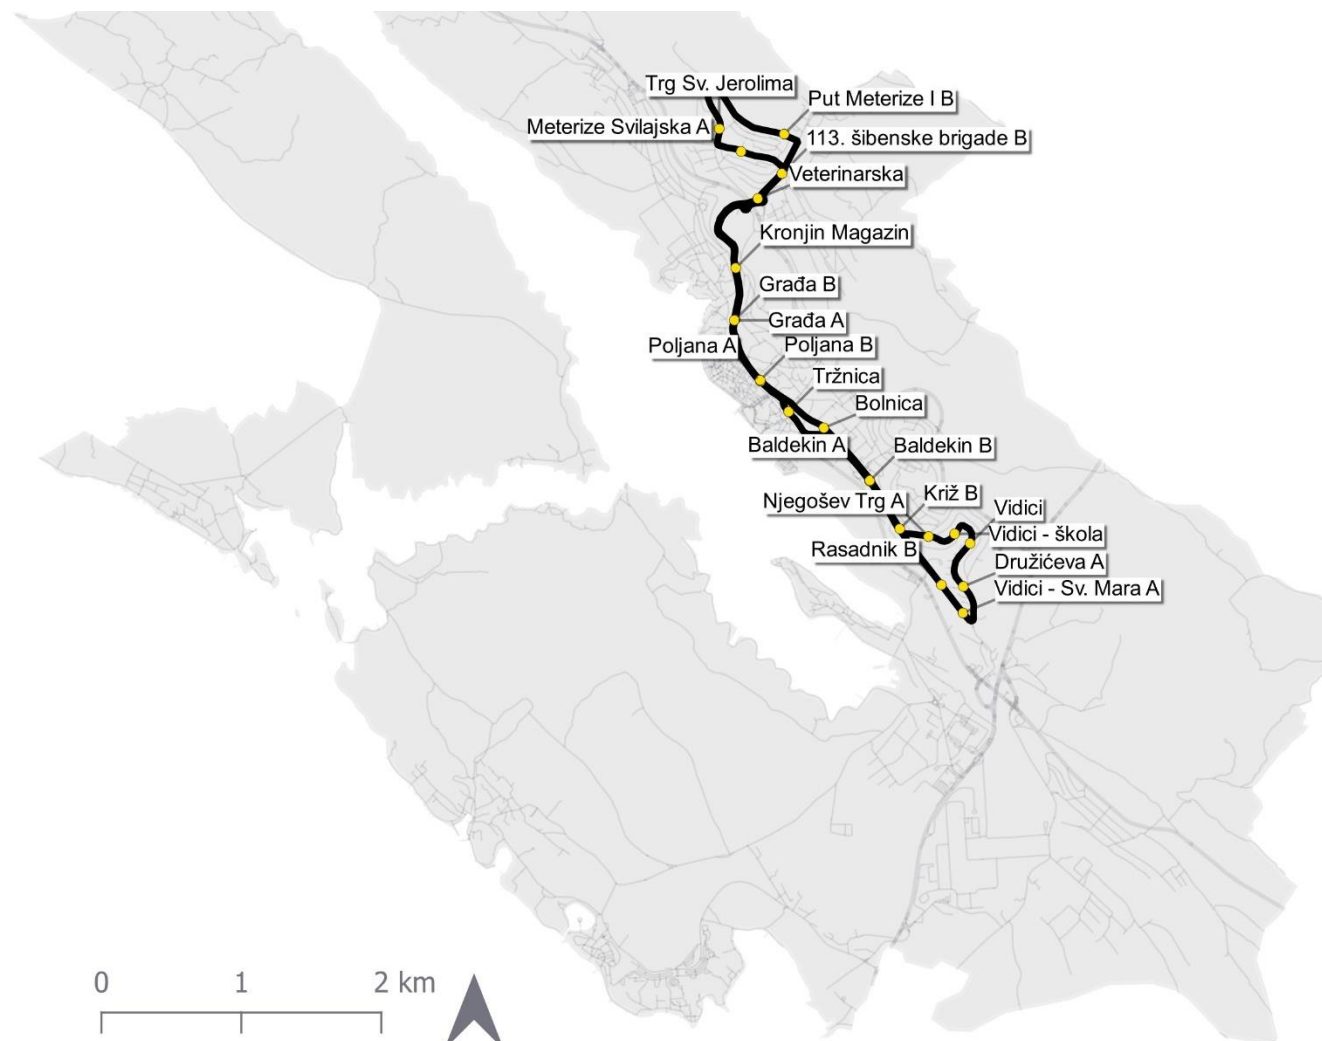 Trg Sv. Jerolima
Put Meterize I B
Meterize Svilajska A
113. šibenske brigade B
Veterinarska
Kronjin Magazin
Građa B
Građa A
Poljana A
Poljana B
Tržnica
Bolnica
Baldekin A
Baldekin B
Njegošev Trg A
Križ B
Vidici
Vidici - škola
Rasadnik B
Družićeva A
Vidici - Sv. Mara A
0 1 2 km